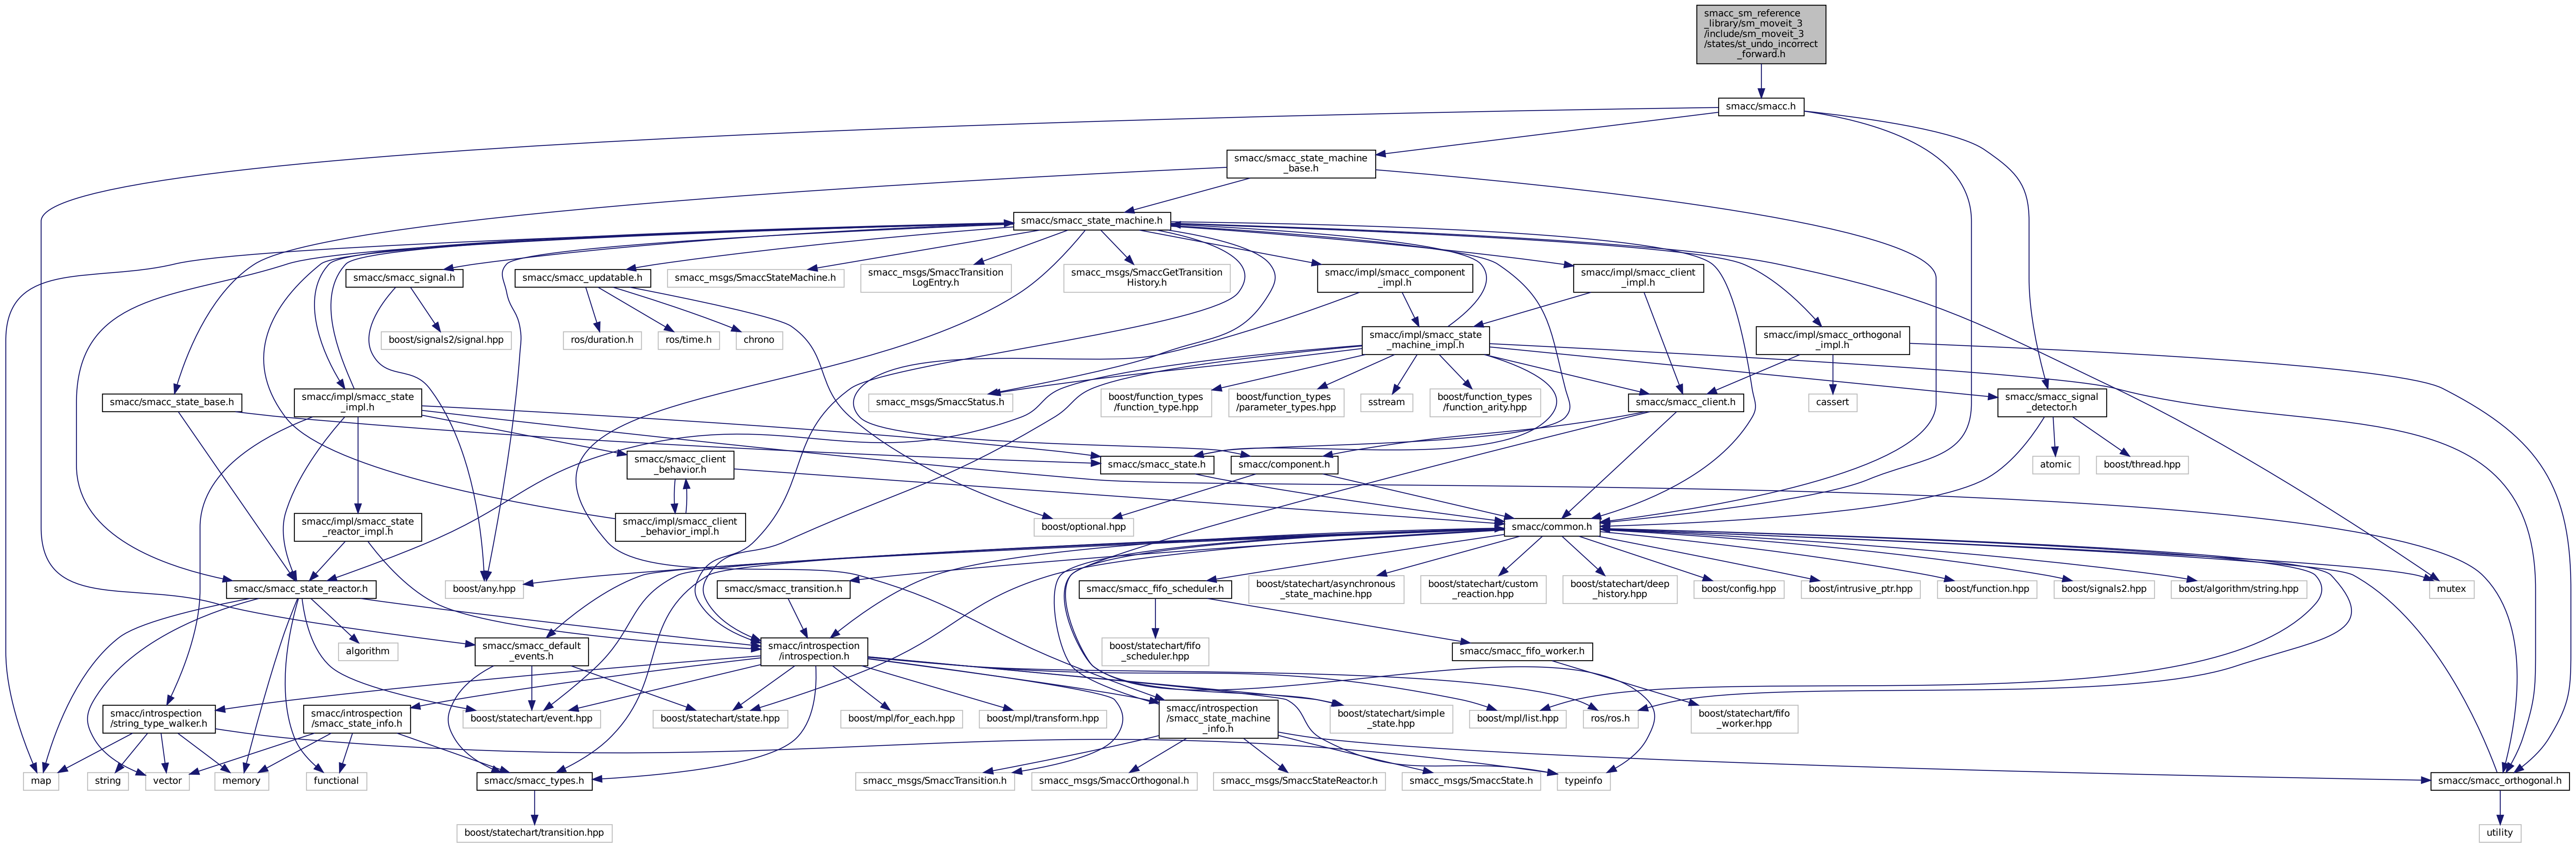 smacc_sm_reference
_library/sm_moveit_3
/include/sm_moveit_3
/states/st_undo_incorrect
_forward.h
smacc/smacc.h
smacc/smacc_state_machine
_base.h
smacc/smacc_state_machine.h
smacc/smacc_signal.h
smacc/smacc_updatable.h
smacc_msgs/SmaccStateMachine.h
smacc_msgs/SmaccTransition
LogEntry.h
smacc_msgs/SmaccGetTransition
History.h
smacc/impl/smacc_component
_impl.h
smacc/impl/smacc_client
_impl.h
boost/signals2/signal.hpp
ros/duration.h
ros/time.h
chrono
smacc/impl/smacc_state
_machine_impl.h
smacc/impl/smacc_orthogonal
_impl.h
smacc/smacc_state_base.h
smacc/impl/smacc_state
_impl.h
smacc_msgs/SmaccStatus.h
boost/function_types
/function_type.hpp
boost/function_types
/parameter_types.hpp
sstream
boost/function_types
/function_arity.hpp
smacc/smacc_client.h
cassert
smacc/smacc_signal
_detector.h
smacc/smacc_client
_behavior.h
smacc/smacc_state.h
smacc/component.h
atomic
boost/thread.hpp
smacc/impl/smacc_state
_reactor_impl.h
smacc/impl/smacc_client
_behavior_impl.h
boost/optional.hpp
smacc/common.h
smacc/smacc_state_reactor.h
boost/any.hpp
smacc/smacc_transition.h
smacc/smacc_fifo_scheduler.h
boost/statechart/asynchronous
_state_machine.hpp
boost/statechart/custom
_reaction.hpp
boost/statechart/deep
_history.hpp
boost/config.hpp
boost/intrusive_ptr.hpp
boost/function.hpp
boost/signals2.hpp
boost/algorithm/string.hpp
mutex
algorithm
smacc/smacc_default
_events.h
smacc/introspection
/introspection.h
boost/statechart/fifo
_scheduler.hpp
smacc/smacc_fifo_worker.h
smacc/introspection
/string_type_walker.h
smacc/introspection
/smacc_state_info.h
boost/statechart/event.hpp
boost/statechart/state.hpp
boost/mpl/for_each.hpp
boost/mpl/transform.hpp
smacc/introspection
/smacc_state_machine
_info.h
boost/statechart/simple
_state.hpp
boost/mpl/list.hpp
ros/ros.h
boost/statechart/fifo
_worker.hpp
map
string
vector
memory
functional
smacc/smacc_types.h
smacc_msgs/SmaccTransition.h
smacc_msgs/SmaccOrthogonal.h
smacc_msgs/SmaccStateReactor.h
smacc_msgs/SmaccState.h
typeinfo
smacc/smacc_orthogonal.h
boost/statechart/transition.hpp
utility